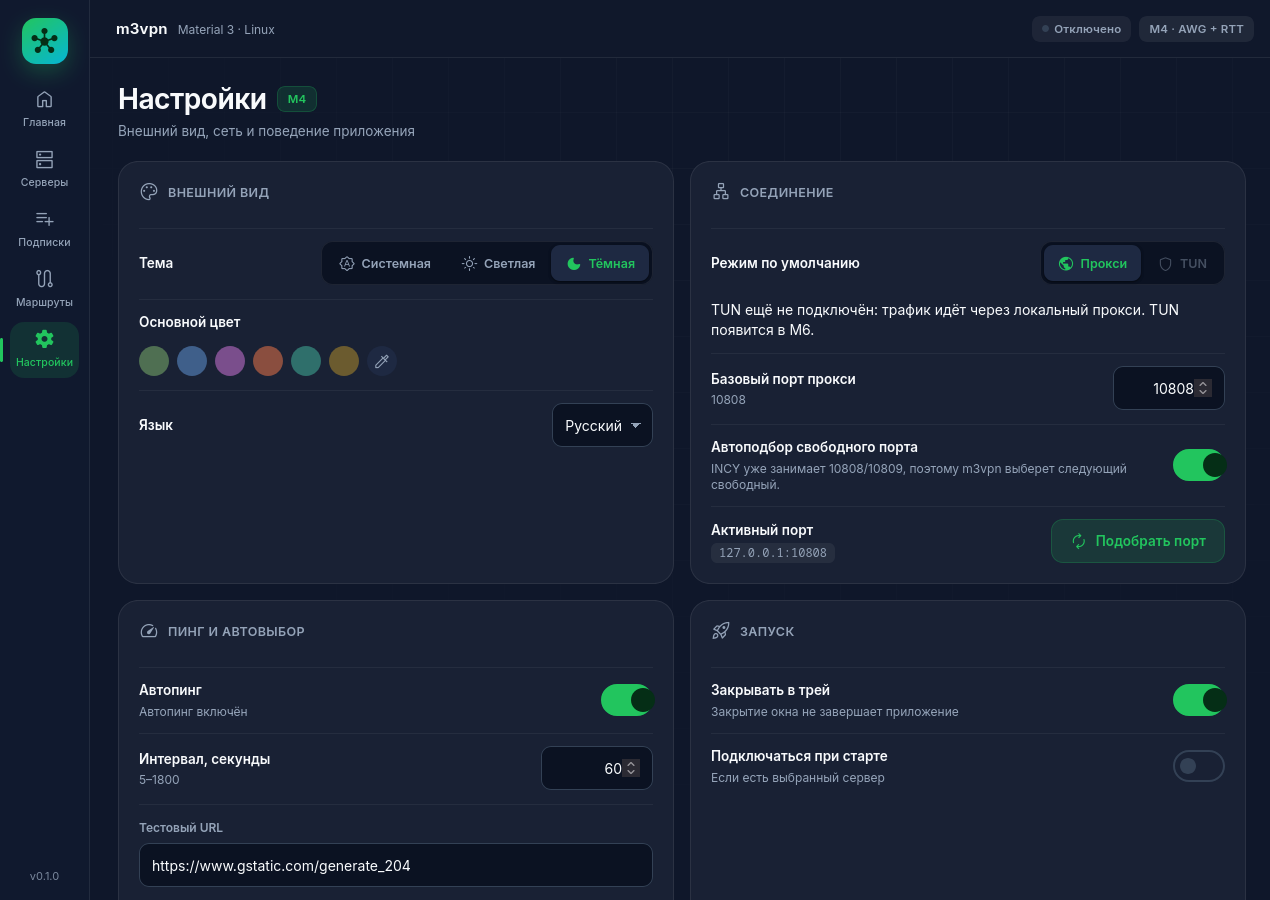 m3vpn Material 3 · Linux
Отключено
M4 · AWG + RTT
Главная
Серверы
Подписки
Маршруты
Настройки
v0.1.0
Настройки M4
Внешний вид, сеть и поведение приложения
ВНЕШНИЙ ВИД
Тема
Системная
Светлая
Тёмная
Основной цвет
Язык
Русский
СОЕДИНЕНИЕ
Режим по умолчанию
Прокси
TUN
TUN ещё не подключён: трафик идёт через локальный прокси. TUN
появится в M6.
Базовый порт прокси
10808
10808
Автоподбор свободного порта
INCY уже занимает 10808/10809, поэтому m3vpn выберет следующий
свободный.
Активный порт
127.0.0.1:10808
Подобрать порт
ПИНГ И АВТОВЫБОР
Автопинг
Автопинг включён
Интервал, секунды
5–1800
60
Тестовый URL
https://www.gstatic.com/generate_204
ЗАПУСК
Закрывать в трей
Закрытие окна не завершает приложение
Подключаться при старте
Если есть выбранный сервер